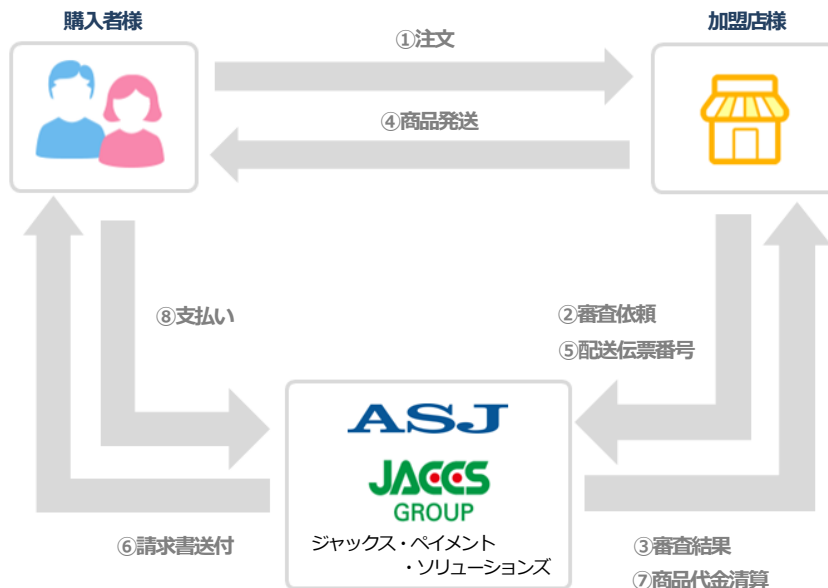 購入者様
加盟店様
①注文
④商品発送
⑧支払い
②審査依頼
⑤配送伝票番号
ASJ
JACCS
GROUP
ジャックス・ペイメント
・ソリューションズ
⑥請求書送付
③審査結果
⑦商品代金清算